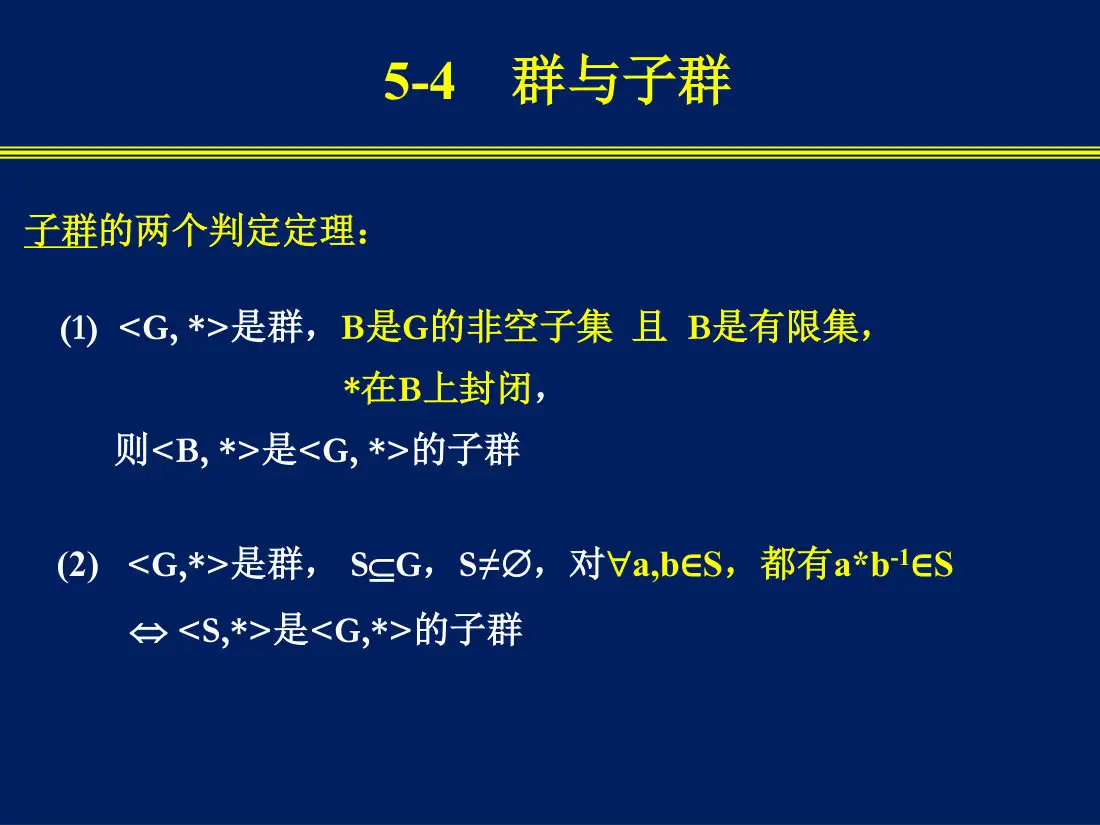 5-4 群与子群
子群的两个判定定理：
(1) <G, *>是群，B是G的非空子集 且 B是有限集，
*在B上封闭，
则<B, *>是<G, *>的子群
(2) <G,*>是群， S⊆G，S≠∅，对∀a,b∈S，都有a*b⁻¹∈S
⇔ <S,*>是<G,*>的子群